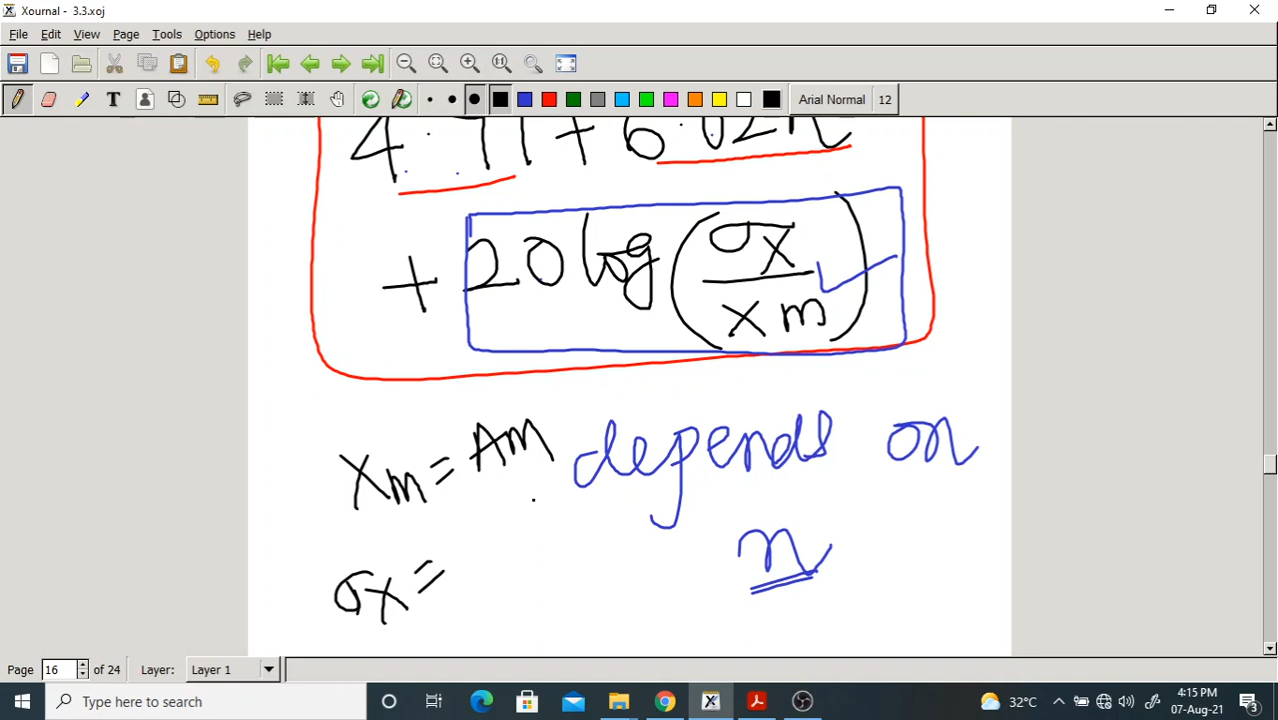 Xournal - 3.3.xoj
File Edit View Page Tools Options Help
Arial Normal 12
4.77 + 6.02n
+ 20 log (σx / xm)
xm = Am depends on
n
σx =
Page 16 of 24 Layer: Layer 1
Type here to search
32°C
4:15 PM
07-Aug-21
3